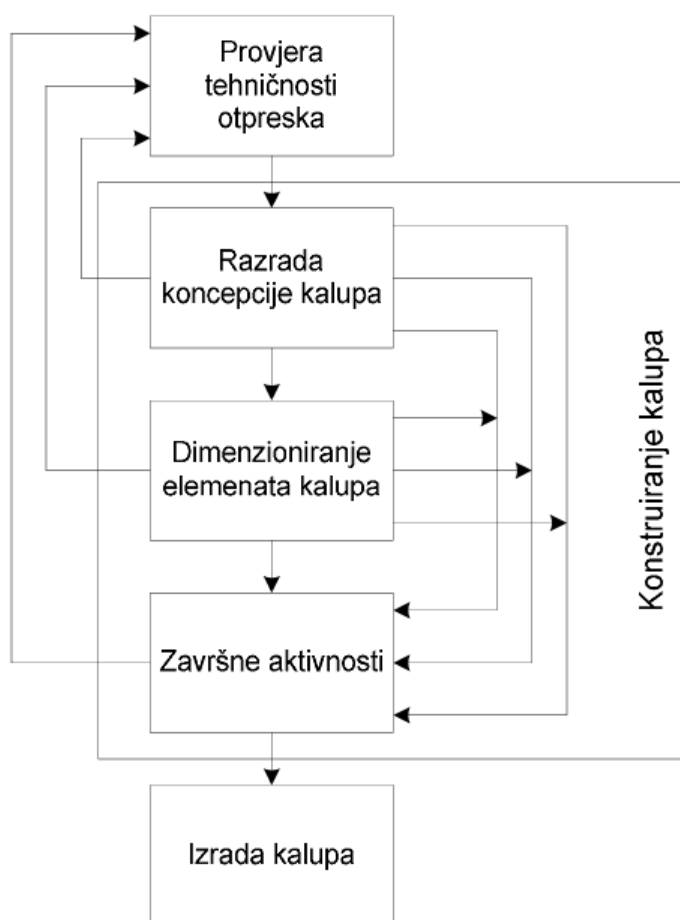 Provjera
tehničnosti
otpreska
Razrada
koncepcije kalupa
Dimenzioniranje
elemenata kalupa
Završne aktivnosti
Izrada kalupa
Konstruiranje kalupa